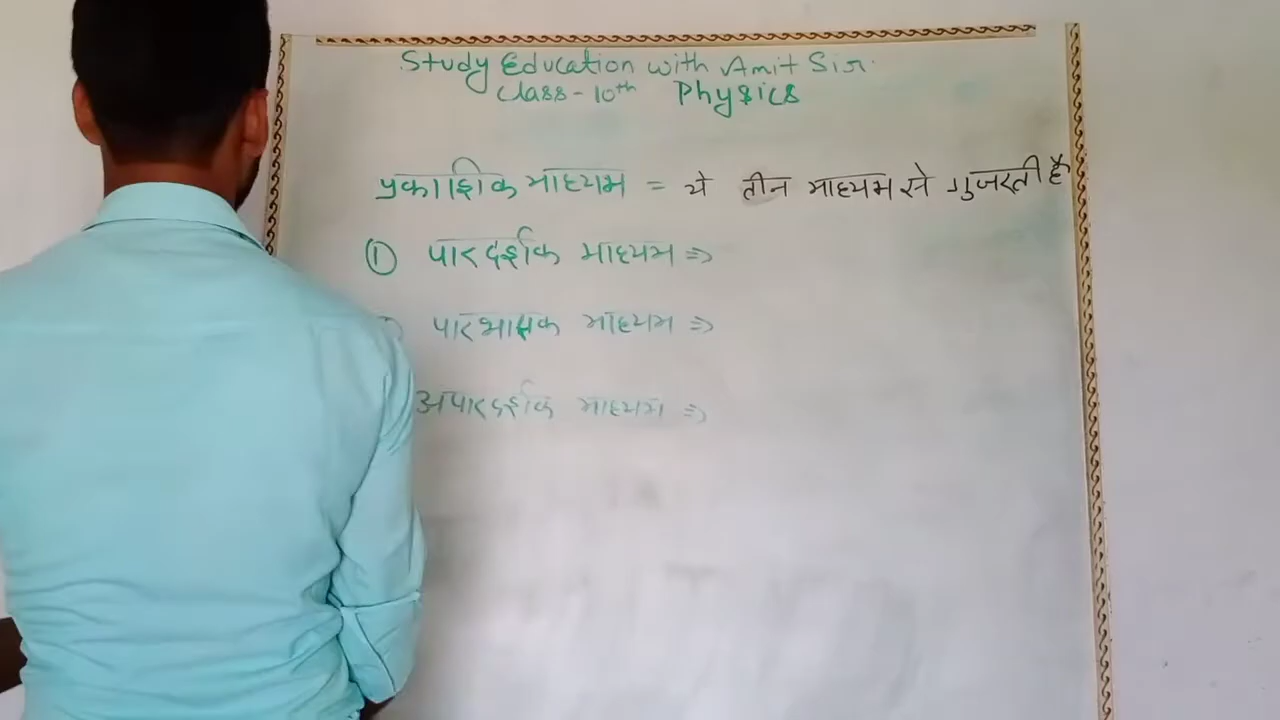 Study Education with Amit Sir.
Class-10th Physics
प्रकाशिक माध्यम = ये तीन माध्यम से गुजरती है
① पारदर्शक माध्यम ⇒
पारभाषक माध्यम ⇒
अपारदर्शक माध्यम ⇒